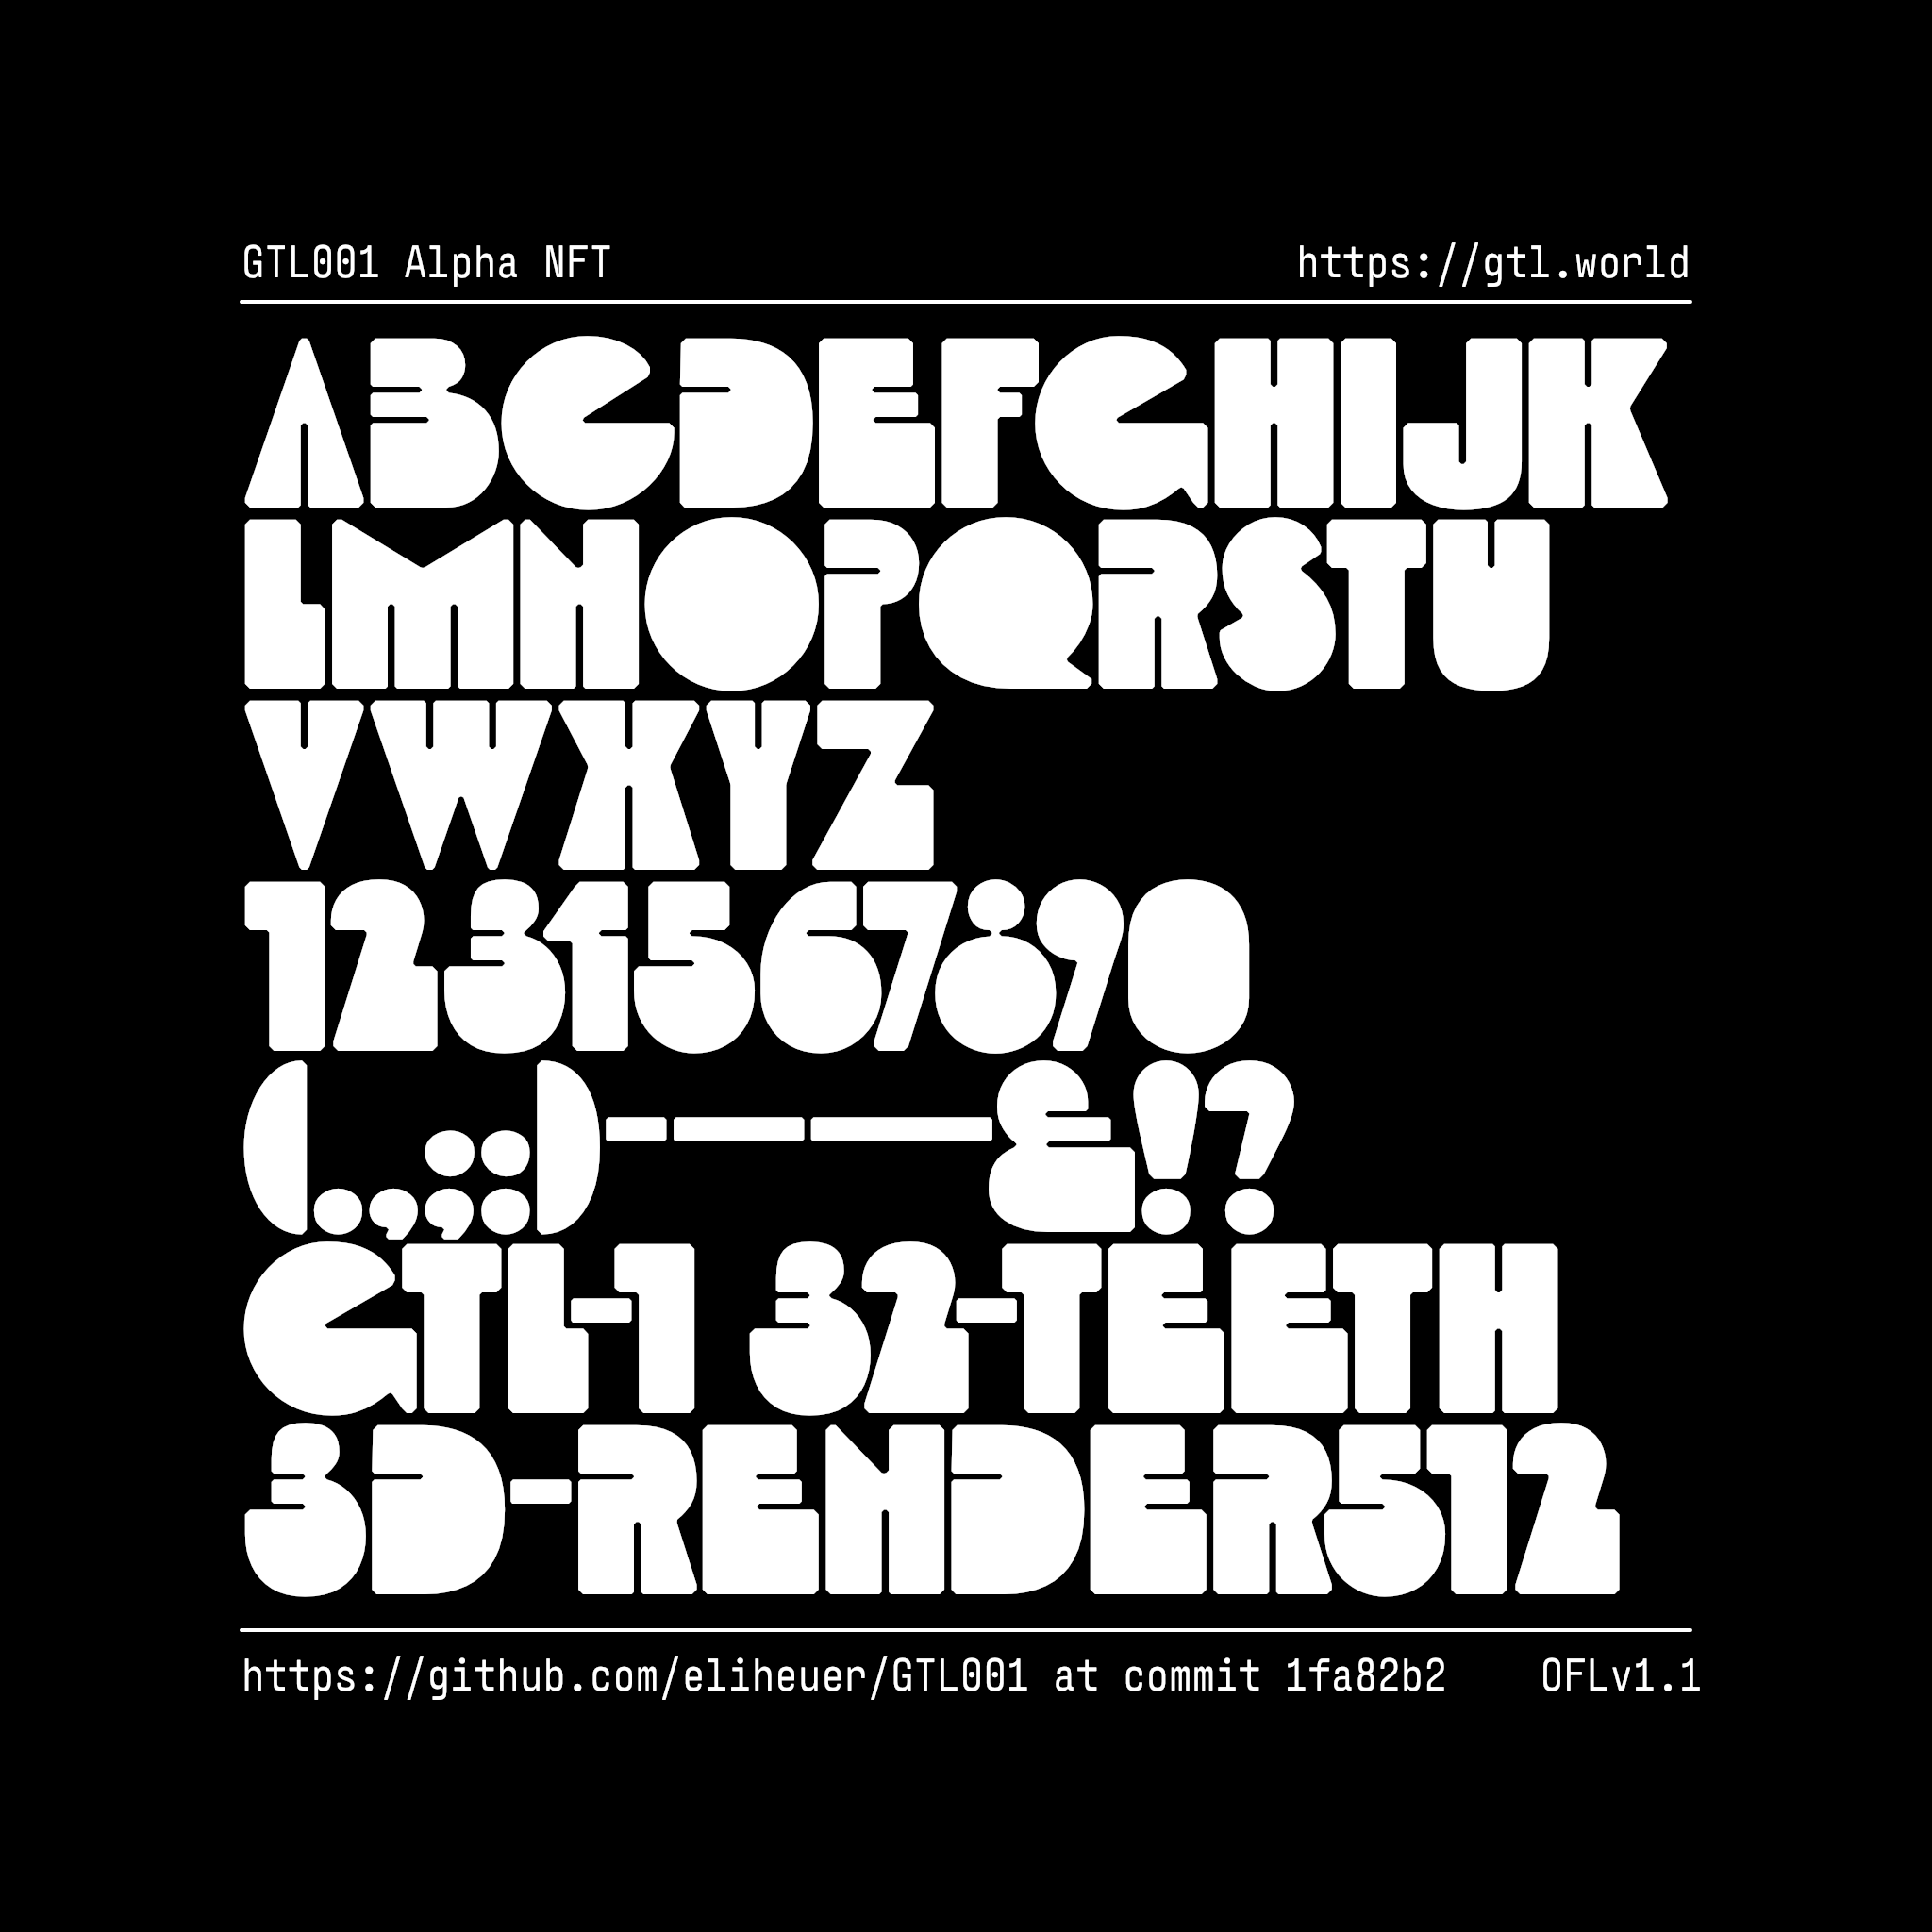 GTL001 Alpha NFT https://gtl.world
ABCDEFGHIJK
LMNOPQRSTU
VWXYZ
1234567890
(.,;:)-–—&!?
GTL-1 32-TEETH
3D-RENDER512
https://github.com/eliheuer/GTL001 at commit 1fa82b2 OFLv1.1